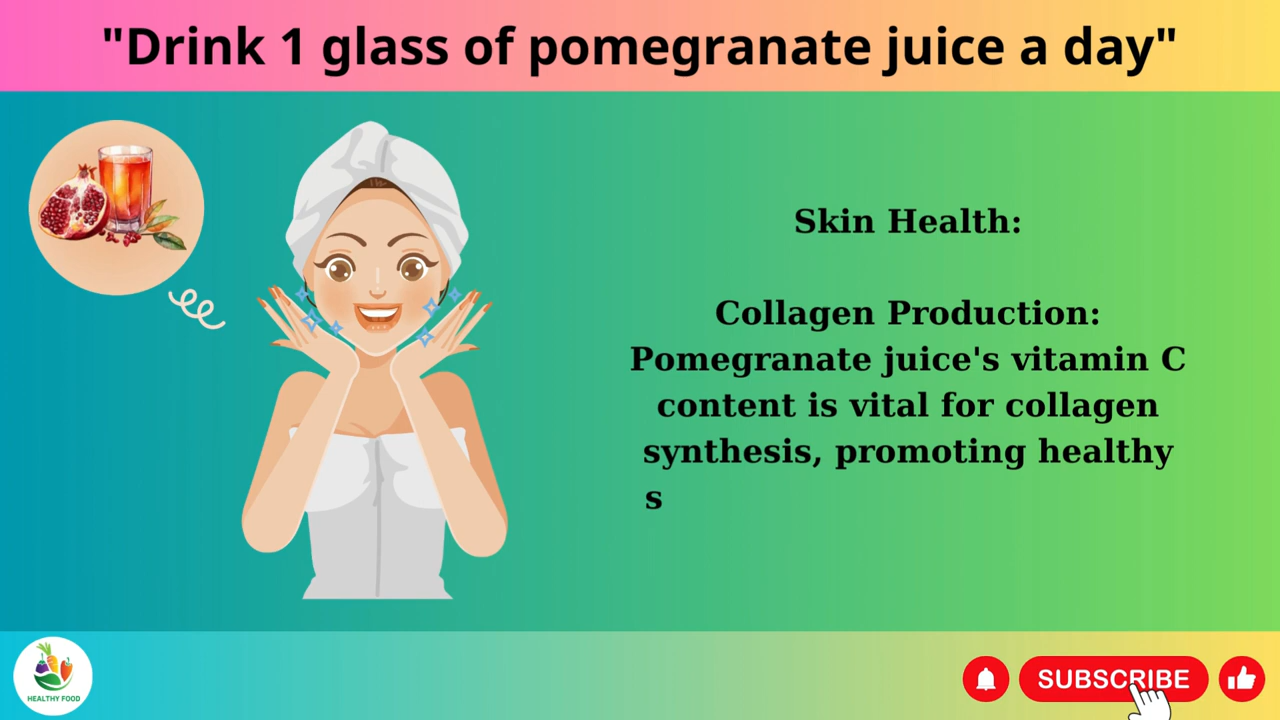 "Drink 1 glass of pomegranate juice a day"
Skin Health:
Collagen Production:
Pomegranate juice's vitamin C
content is vital for collagen
synthesis, promoting healthy
s
HEALTHY FOOD
SUBSCRIBE